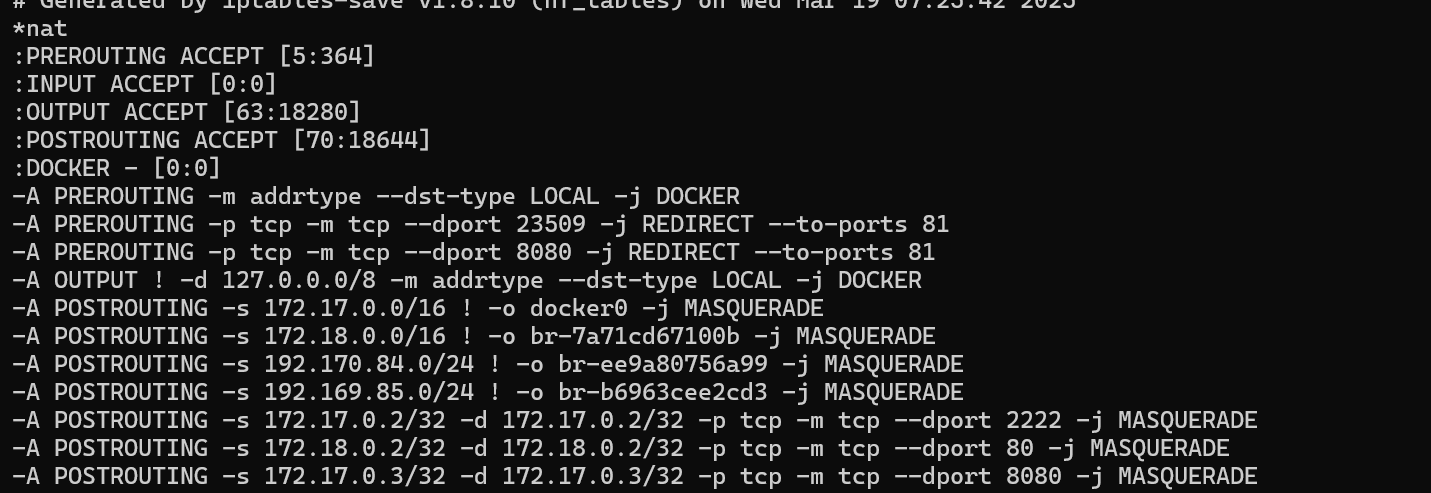 # Generated by iptables-save v1.8.10 (nf_tables) on Wed Mar 19 07:25:42 2025
*nat
:PREROUTING ACCEPT [5:364]
:INPUT ACCEPT [0:0]
:OUTPUT ACCEPT [63:18280]
:POSTROUTING ACCEPT [70:18644]
:DOCKER - [0:0]
-A PREROUTING -m addrtype --dst-type LOCAL -j DOCKER
-A PREROUTING -p tcp -m tcp --dport 23509 -j REDIRECT --to-ports 81
-A PREROUTING -p tcp -m tcp --dport 8080 -j REDIRECT --to-ports 81
-A OUTPUT ! -d 127.0.0.0/8 -m addrtype --dst-type LOCAL -j DOCKER
-A POSTROUTING -s 172.17.0.0/16 ! -o docker0 -j MASQUERADE
-A POSTROUTING -s 172.18.0.0/16 ! -o br-7a71cd67100b -j MASQUERADE
-A POSTROUTING -s 192.170.84.0/24 ! -o br-ee9a80756a99 -j MASQUERADE
-A POSTROUTING -s 192.169.85.0/24 ! -o br-b6963cee2cd3 -j MASQUERADE
-A POSTROUTING -s 172.17.0.2/32 -d 172.17.0.2/32 -p tcp -m tcp --dport 2222 -j MASQUERADE
-A POSTROUTING -s 172.18.0.2/32 -d 172.18.0.2/32 -p tcp -m tcp --dport 80 -j MASQUERADE
-A POSTROUTING -s 172.17.0.3/32 -d 172.17.0.3/32 -p tcp -m tcp --dport 8080 -j MASQUERADE